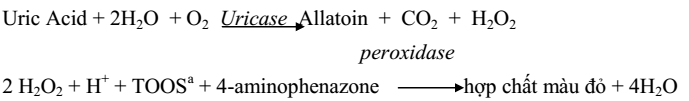 Uric Acid + 2H₂O + O₂ Uricase → Allatoin + CO₂ + H₂O₂
peroxidase
2 H₂O₂ + H⁺ + TOOSᵃ + 4-aminophenazone → hợp chất màu đỏ + 4H₂O